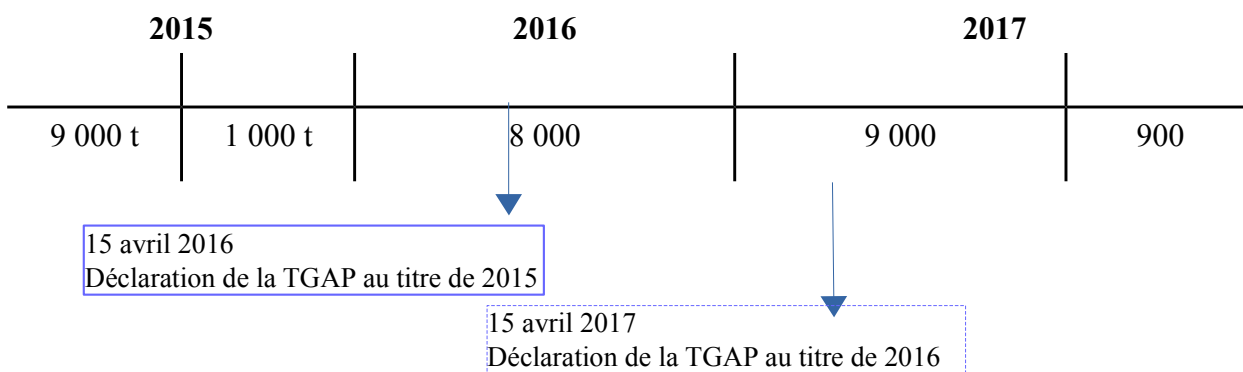 2015 2016 2017
9 000 t 1 000 t 8 000 9 000 900
15 avril 2016
Déclaration de la TGAP au titre de 2015
15 avril 2017
Déclaration de la TGAP au titre de 2016